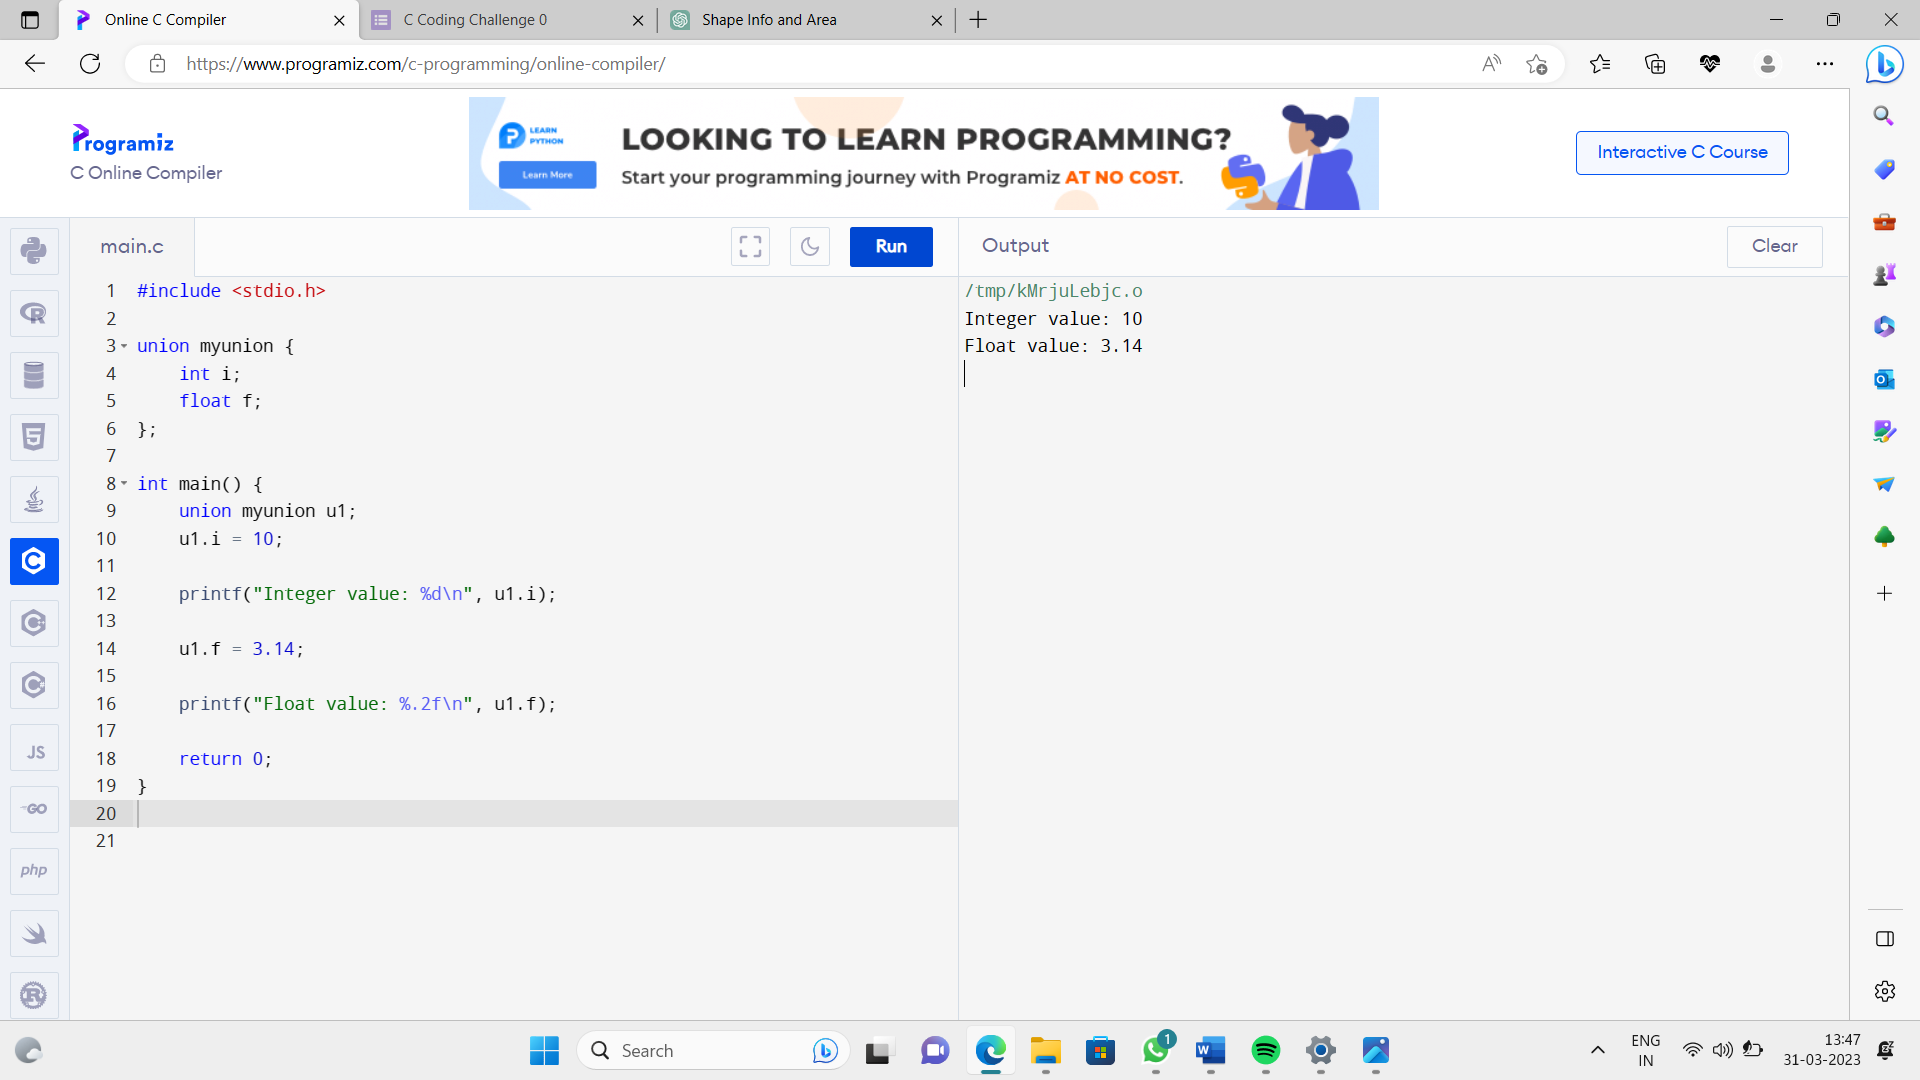 Online C Compiler
C Coding Challenge 0
Shape Info and Area
https://www.programiz.com/c-programming/online-compiler/
Programiz
C Online Compiler
LEARN
PYTHON
Learn More
LOOKING TO LEARN PROGRAMMING?
Start your programming journey with Programiz AT NO COST.
Interactive C Course
main.c
Run
Output
Clear
1 #include <stdio.h>
2
3 union myunion {
4     int i;
5     float f;
6 };
7
8 int main() {
9     union myunion u1;
10     u1.i = 10;
11
12     printf("Integer value: %d\n", u1.i);
13
14     u1.f = 3.14;
15
16     printf("Float value: %.2f\n", u1.f);
17
18     return 0;
19 }
20
21
/tmp/kMrjuLebjc.o
Integer value: 10
Float value: 3.14
JS
GO
php
Search
1
ENG
IN
13:47
31-03-2023